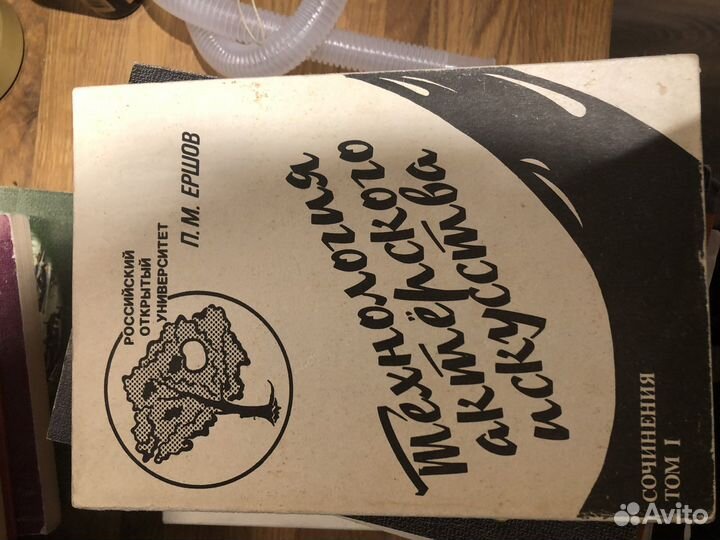 РОССИЙСКИЙ
ОТКРЫТЫЙ
УНИВЕРСИТЕТ
П.М. ЕРШОВ
Технология
актёрского
искусства
СОЧИНЕНИЯ
ТОМ I
Avito